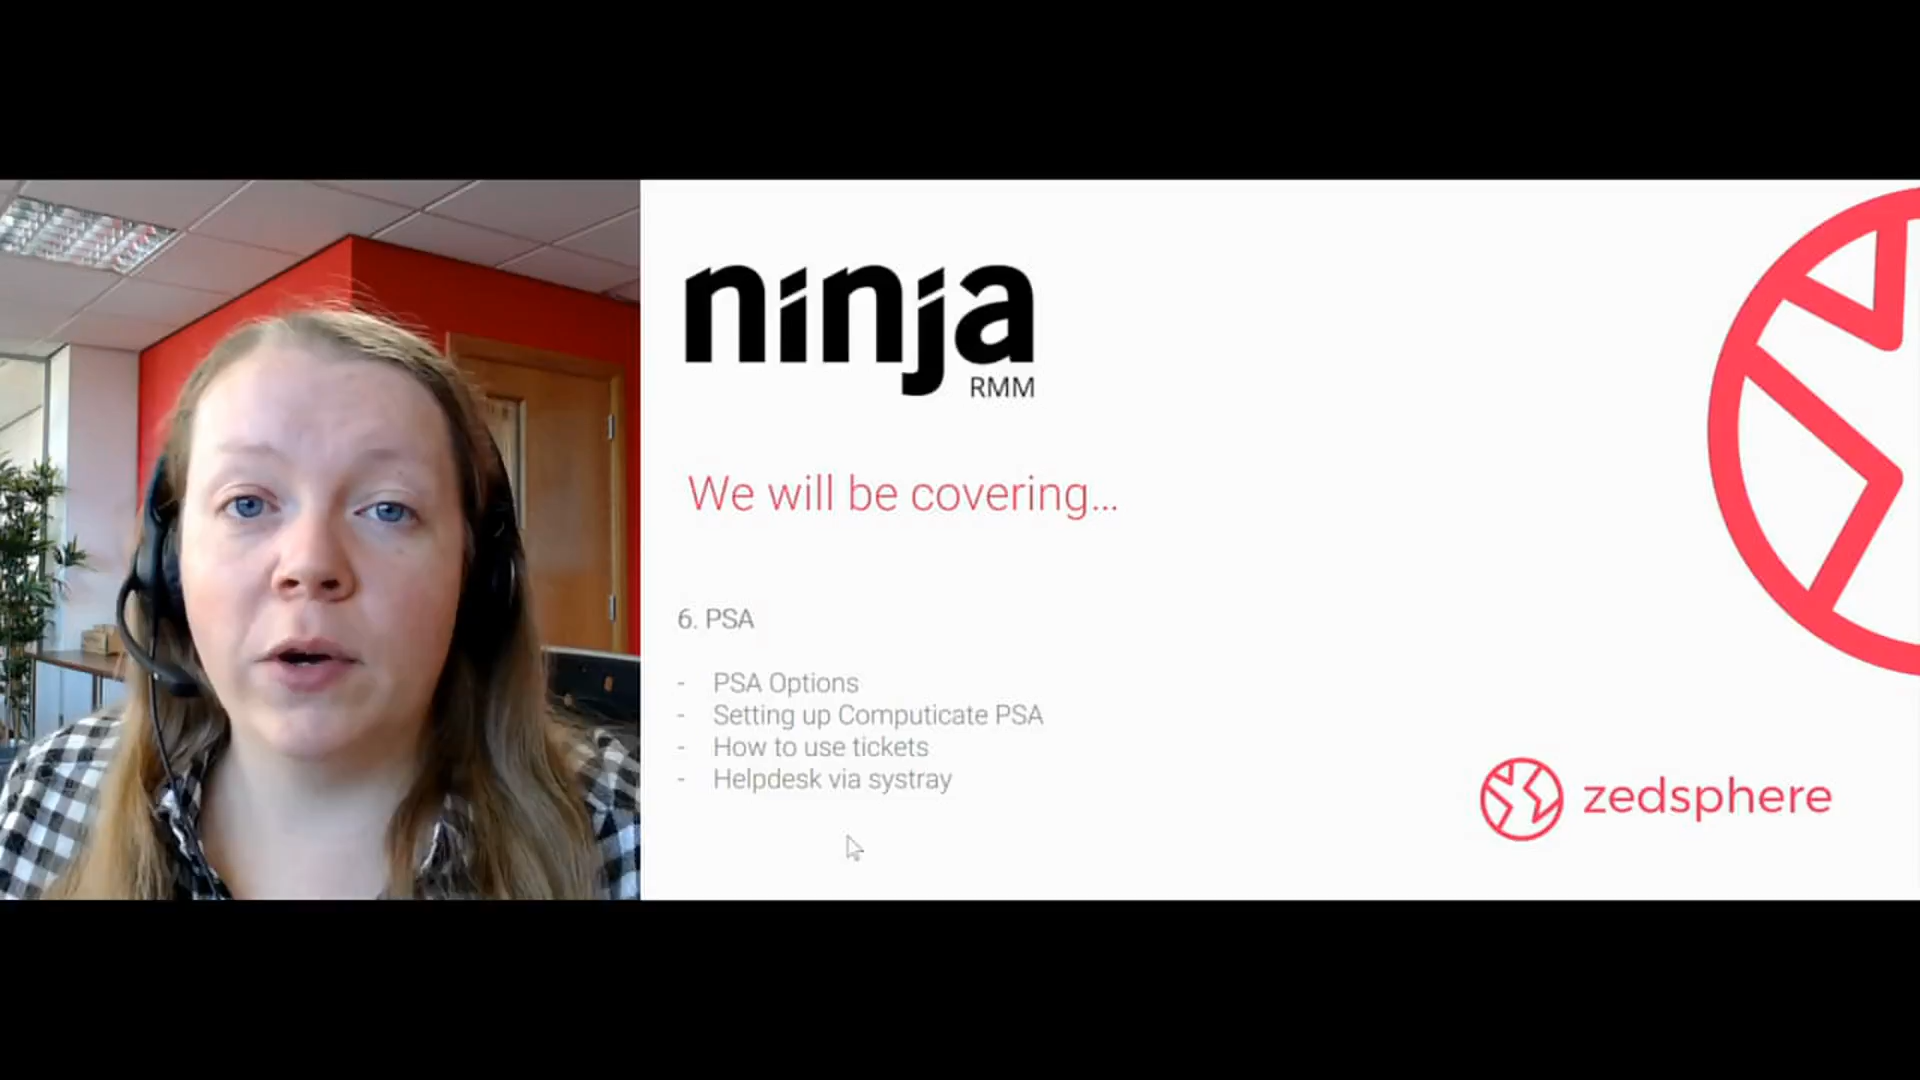 ninja
RMM
We will be covering...
6. PSA
- PSA Options
- Setting up Computicate PSA
- How to use tickets
- Helpdesk via systray
zedsphere